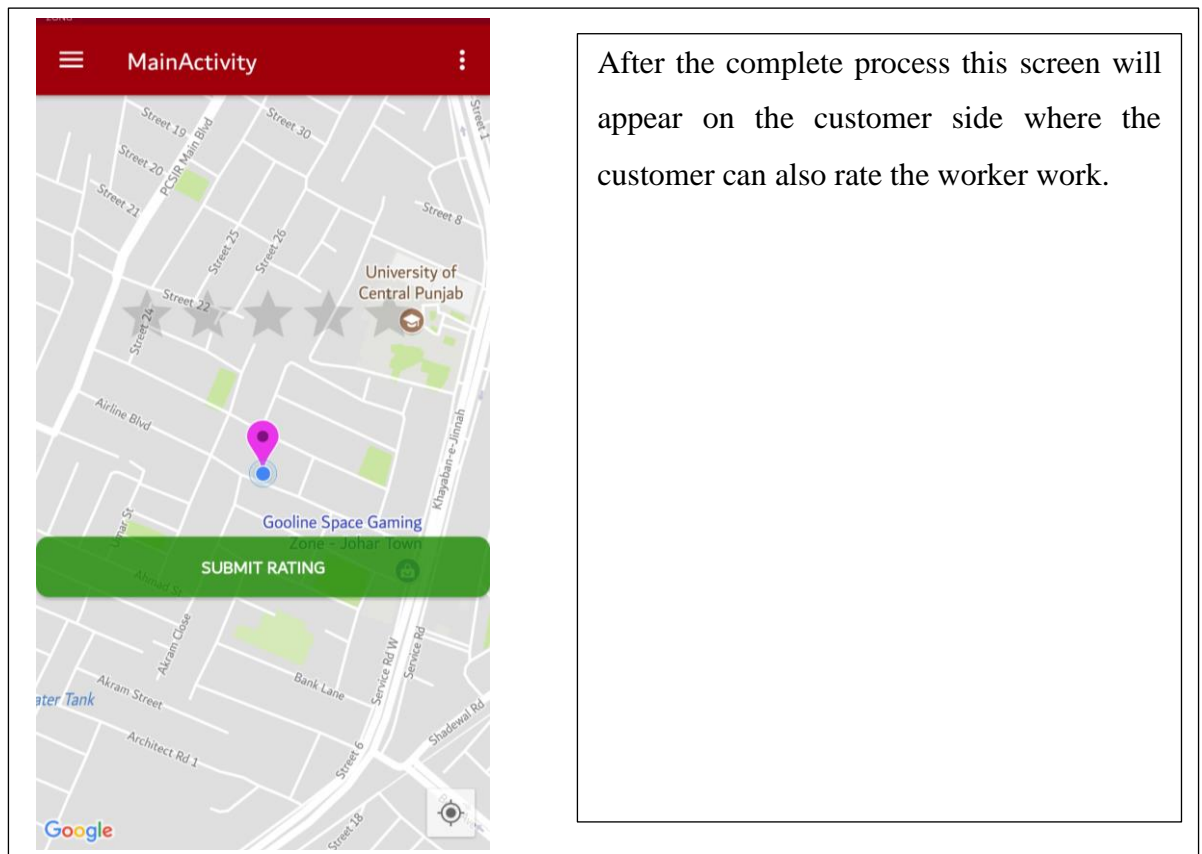 MainActivity
After the complete process this screen will
appear on the customer side where the
customer can also rate the worker work.
Street 19
Street 30
Street 1
PCSIR Main Blvd
Street 20
Street 21
Street 8
Street 25
Street 26
University of
Central Punjab
Street 22
Street 24
Airline Blvd
Khayaban-e-Jinnah
Umar St
Gooline Space Gaming
Zone - Johar Town
SUBMIT RATING
Ahmad St
Akram Close
Service Rd W
Service Rd
Bank Lane
ater Tank
Akram Street
Shadewal Rd
Architect Rd 1
Street 6
Street 18
Google